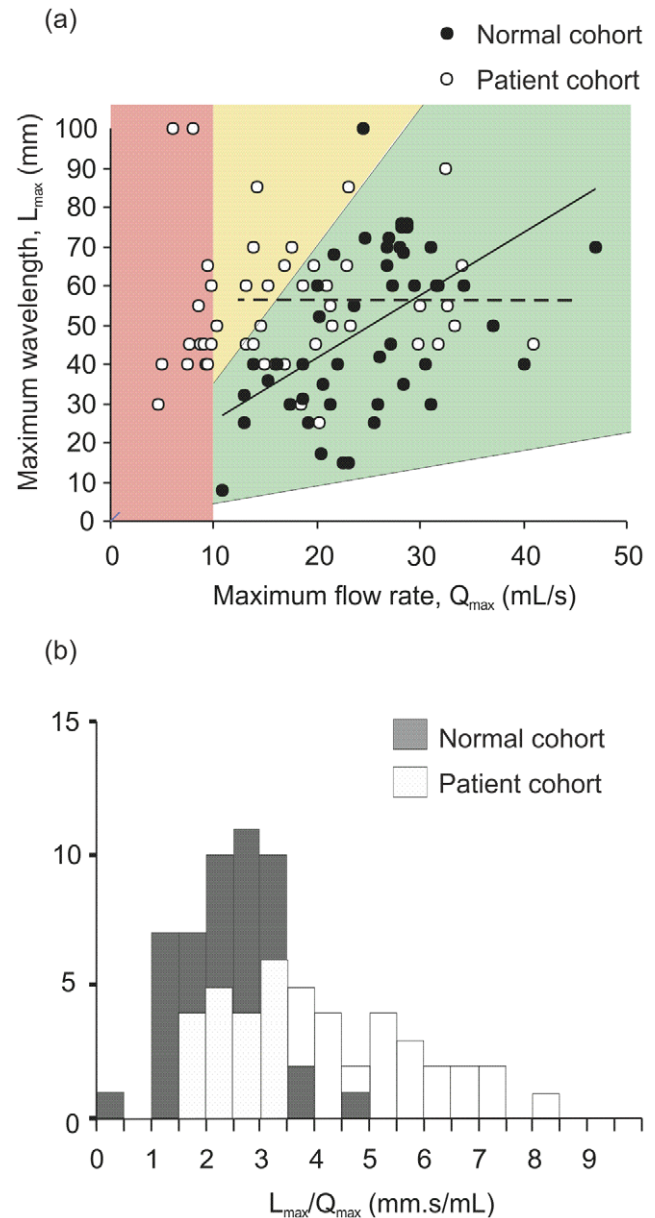 (a)
Normal cohort
Patient cohort
100
90
80
70
60
50
40
30
20
10
0
Maximum wavelength, Lmax (mm)
0 10 20 30 40 50
Maximum flow rate, Qmax (mL/s)
(b)
15
10
5
0
Normal cohort
Patient cohort
0 1 2 3 4 5 6 7 8 9
Lmax/Qmax (mm.s/mL)